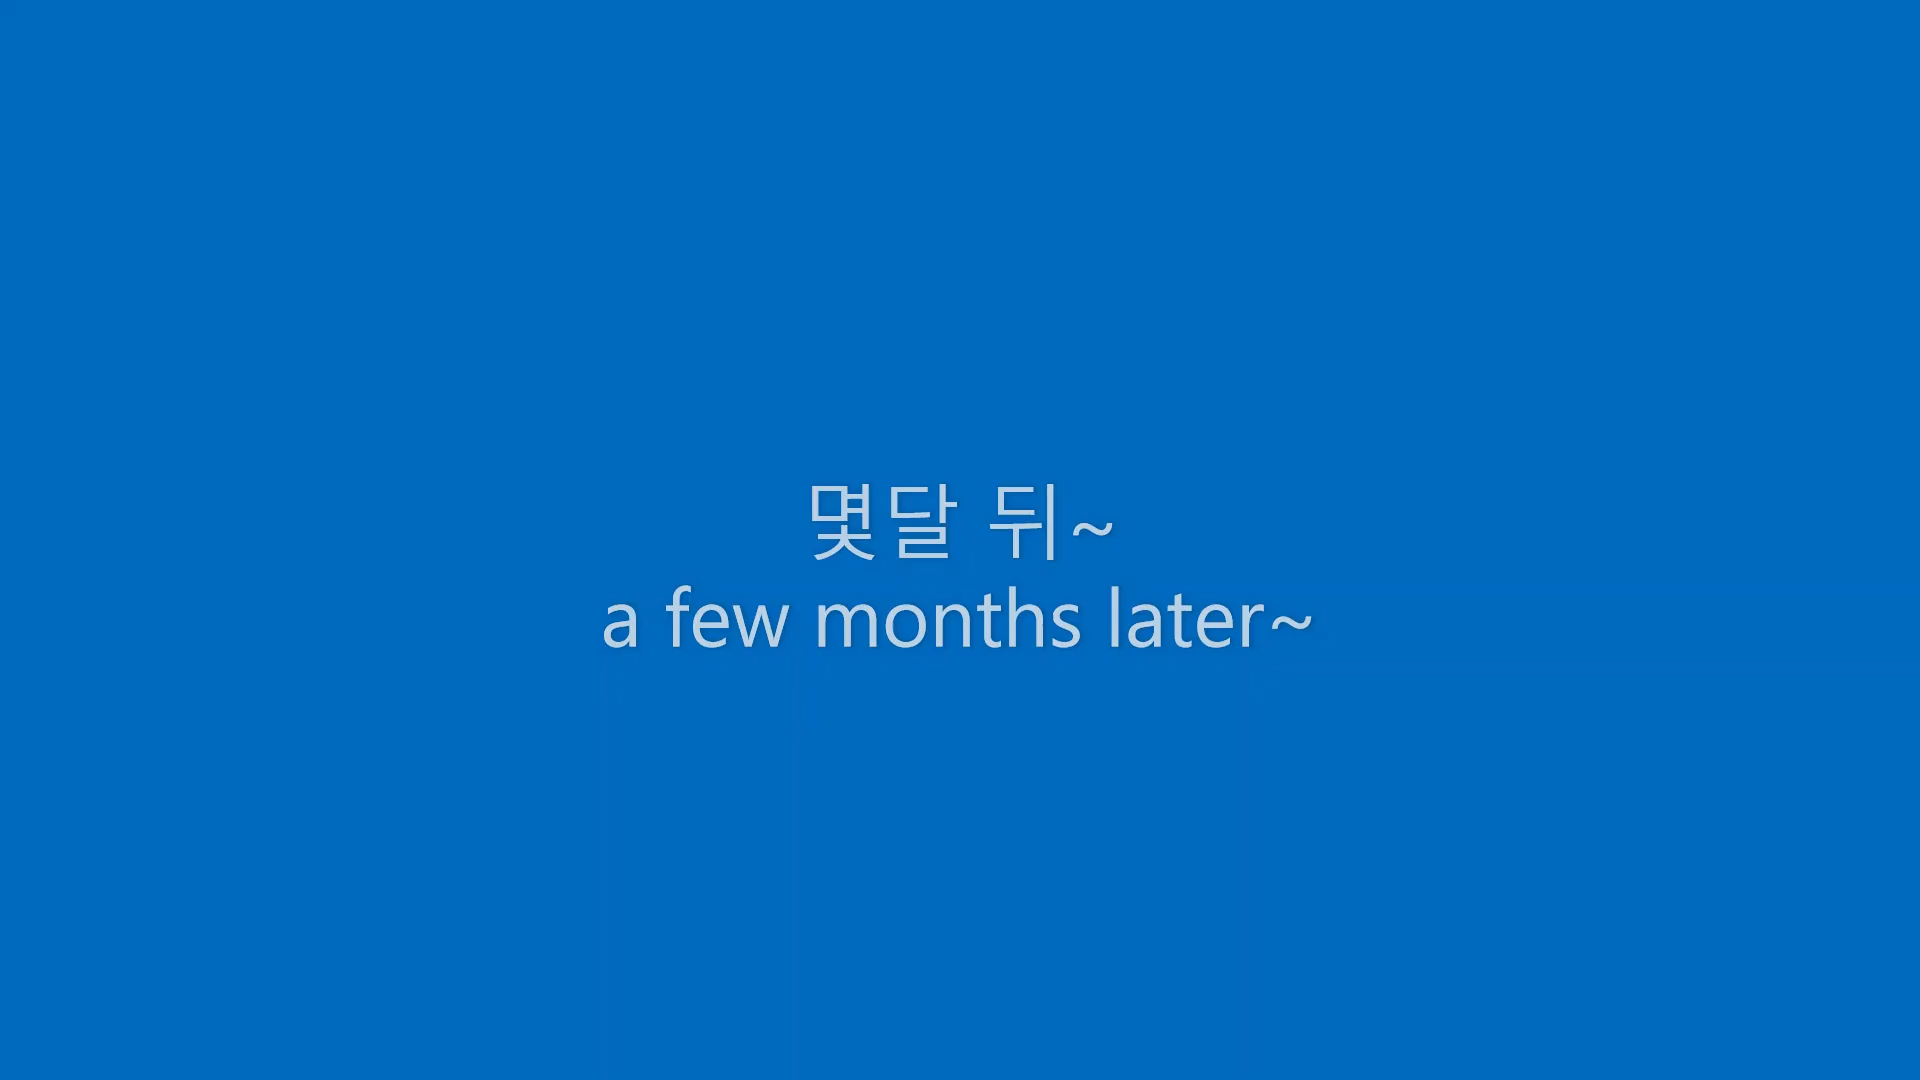 몇달 뒤~
a few months later~